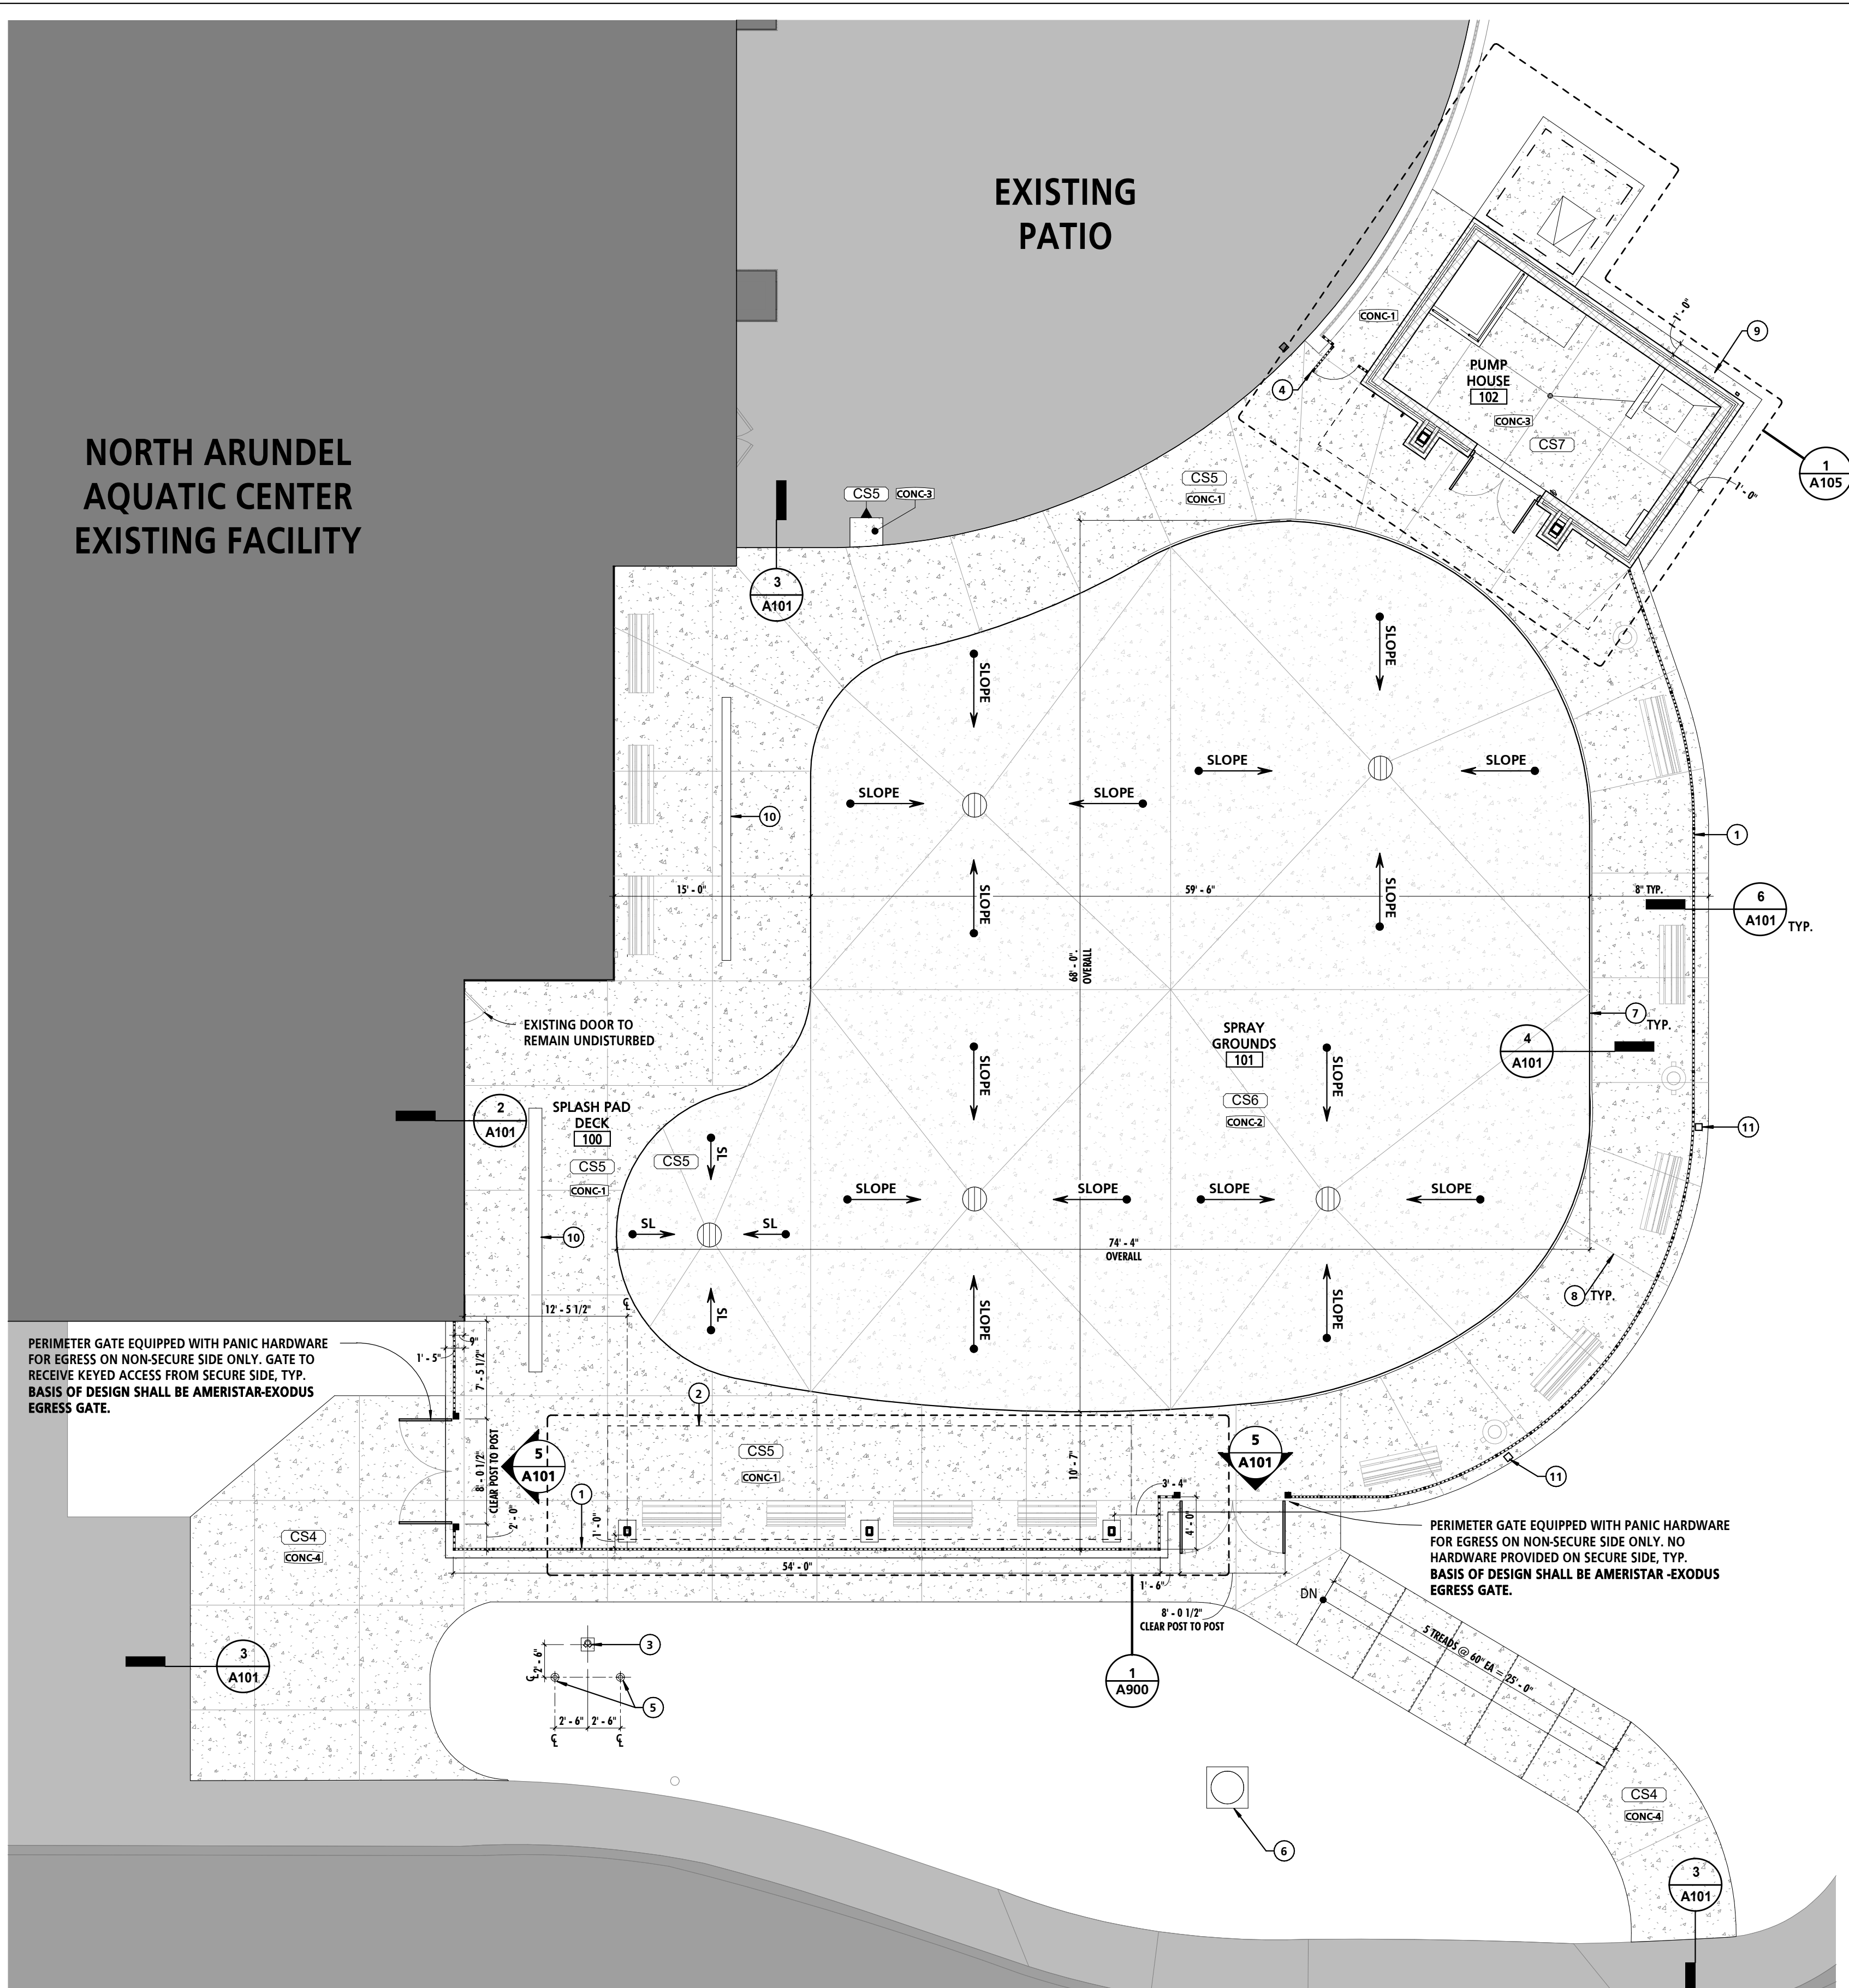 EXISTING
PATIO
NORTH ARUNDEL
AQUATIC CENTER
EXISTING FACILITY
CONC-1
1' - 0"
9
4
PUMP
HOUSE
102
CONC-3
CS7
1
A105
1' - 0"
CS5
CONC-1
CS5
CONC-3
3
A101
SLOPE
SLOPE
SLOPE
SLOPE
SLOPE
SLOPE
10
1
15' - 0"
59' - 6"
8" TYP.
SLOPE
SLOPE
6
A101
TYP.
68' - 0".
OVERALL
EXISTING DOOR TO
REMAIN UNDISTURBED
7
TYP.
SPRAY
GROUNDS
101
4
A101
SLOPE
SLOPE
CS6
CONC-2
2
A101
SPLASH PAD
DECK
100
CS5
CONC-1
CS5
SL
11
SLOPE
SLOPE
SLOPE
SLOPE
SL
SL
10
74' - 4"
OVERALL
8
TYP.
12' - 5 1/2"
SL
SLOPE
SLOPE
PERIMETER GATE EQUIPPED WITH PANIC HARDWARE
FOR EGRESS ON NON-SECURE SIDE ONLY. GATE TO
RECEIVE KEYED ACCESS FROM SECURE SIDE, TYP.
BASIS OF DESIGN SHALL BE AMERISTAR-EXODUS
EGRESS GATE.
9"
1' - 5"
7' - 5 1/2"
2
5
A101
CS5
CONC-1
10' - 7"
5
A101
8' - 0 1/2"
CLEAR POST TO POST
2' - 0"
1
1' - 0"
3' - 4"
4' - 0"
11
PERIMETER GATE EQUIPPED WITH PANIC HARDWARE
FOR EGRESS ON NON-SECURE SIDE ONLY. NO
HARDWARE PROVIDED ON SECURE SIDE, TYP.
BASIS OF DESIGN SHALL BE AMERISTAR -EXODUS
EGRESS GATE.
CS4
CONC-4
54' - 0"
1' - 6"
DN
8' - 0 1/2"
CLEAR POST TO POST
5 TREADS @ 60" EA = 25' - 0"
3
A101
2' - 6"
3
5
2' - 6"
2' - 6"
1
A900
CS4
CONC-4
6
3
A101